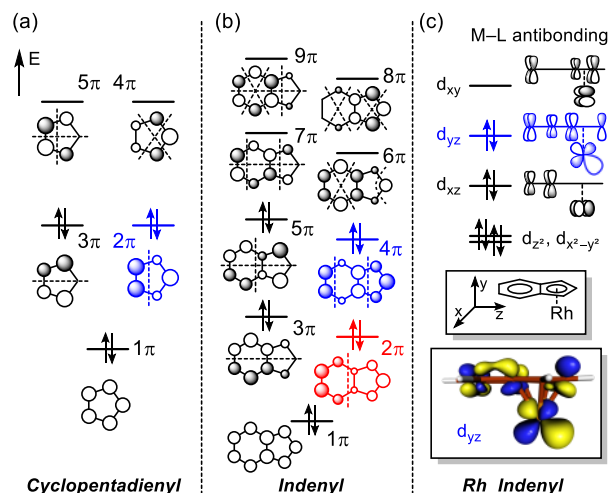 (a)
E
5π 4π
3π 2π
1π
Cyclopentadienyl
(b)
9π
8π
7π
6π
5π 4π
3π
2π
1π
Indenyl
(c)
M–L antibonding
dxy
dyz
dxz
dz², dx²–y²
y
x z
Rh
dyz
Rh Indenyl